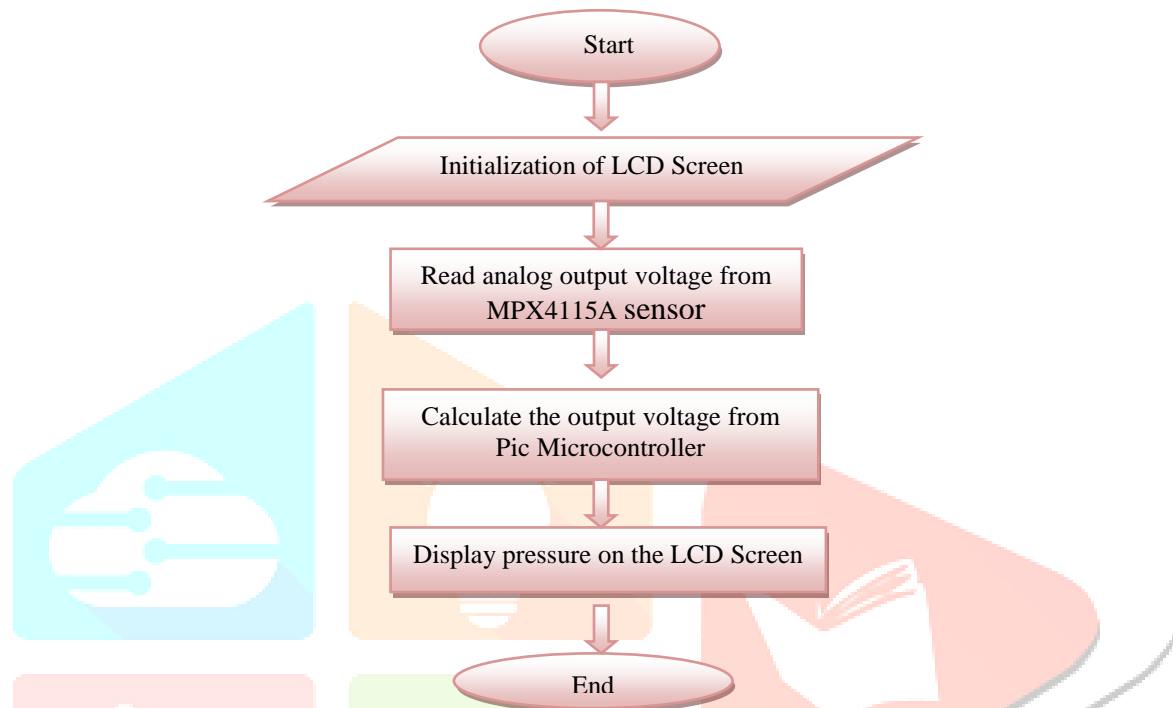 Start
Initialization of LCD Screen
Read analog output voltage from
MPX4115A sensor
Calculate the output voltage from
Pic Microcontroller
Display pressure on the LCD Screen
End